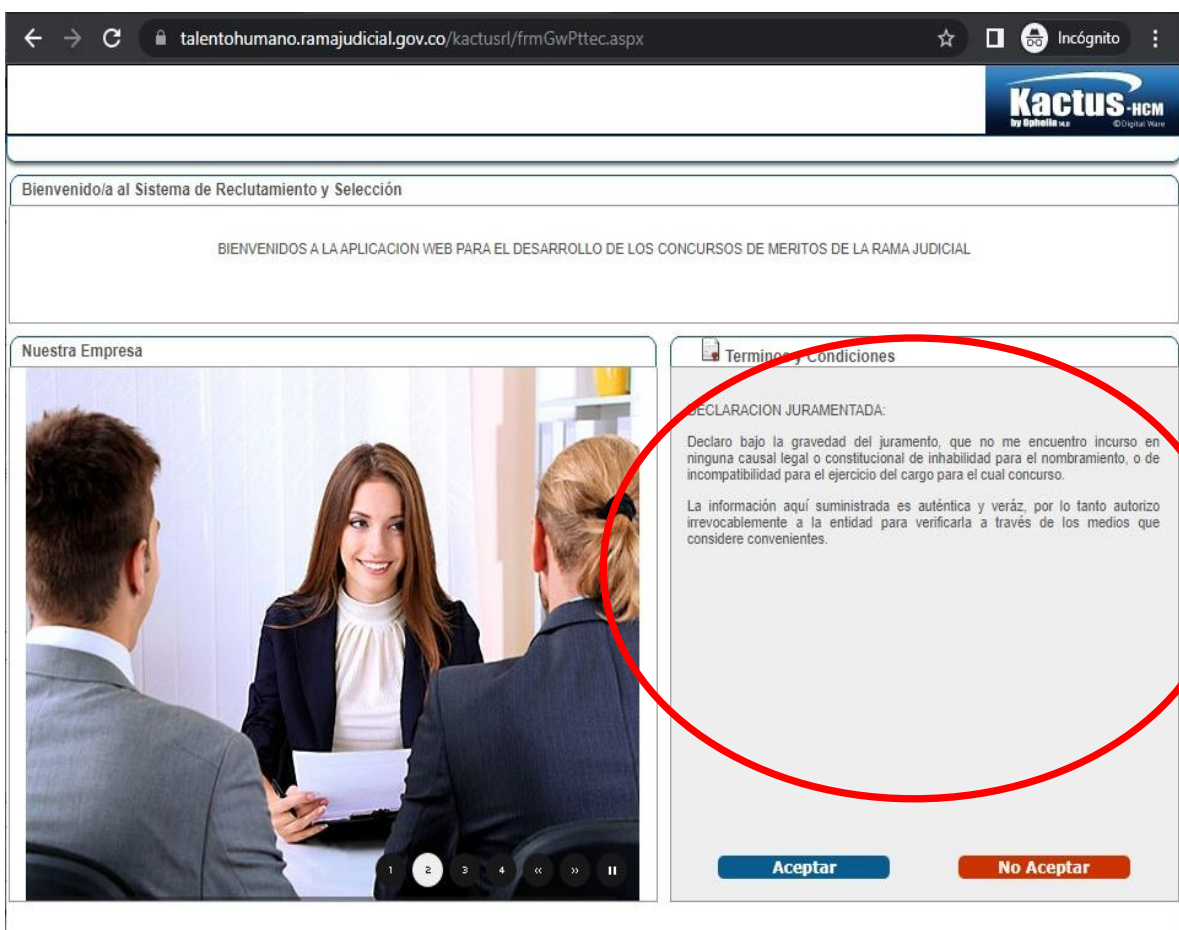 talentohumano.ramajudicial.gov.co/kactusrl/frmGwPttec.aspx
Incógnito
Kactus-HCM
by Ophelia 14.0 © Digital Ware
Bienvenido/a al Sistema de Reclutamiento y Selección
BIENVENIDOS A LA APLICACION WEB PARA EL DESARROLLO DE LOS CONCURSOS DE MERITOS DE LA RAMA JUDICIAL
Nuestra Empresa
1 2 3 4 « »
Terminos y Condiciones
DECLARACION JURAMENTADA:
Declaro bajo la gravedad del juramento, que no me encuentro incurso en
ninguna causal legal o constitucional de inhabilidad para el nombramiento, o de
incompatibilidad para el ejercicio del cargo para el cual concurso.
La información aquí suministrada es auténtica y veráz, por lo tanto autorizo
irrevocablemente a la entidad para verificarla a través de los medios que
considere convenientes.
Aceptar
No Aceptar